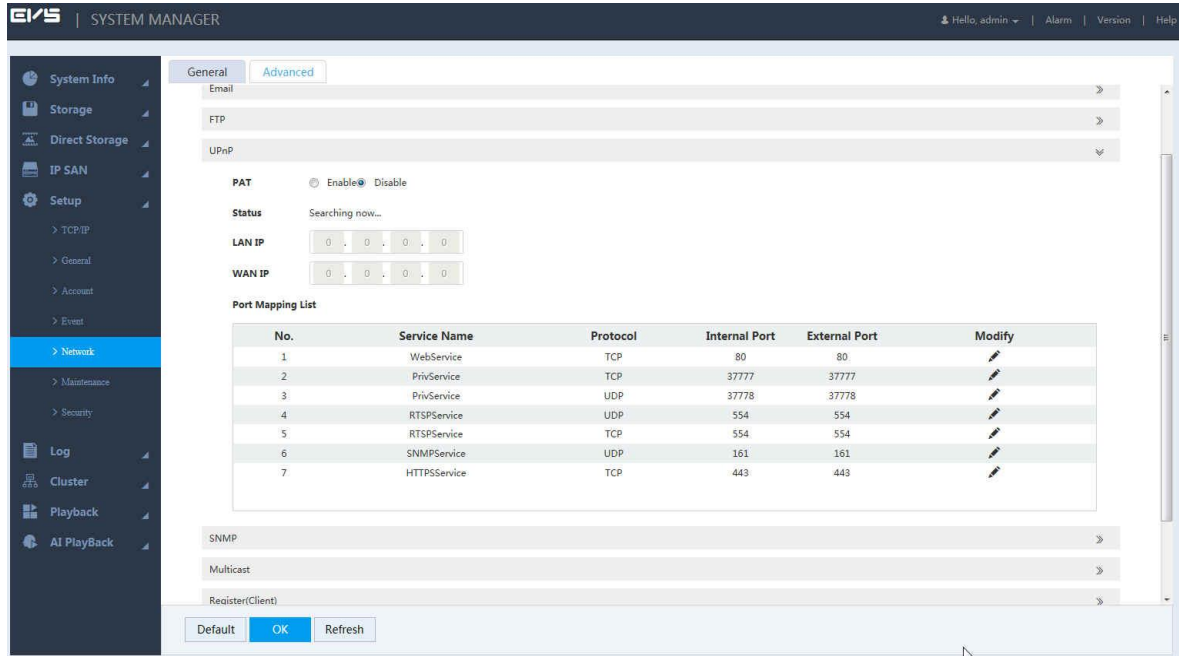 EVS | SYSTEM MANAGER
Hello, admin | Alarm | Version | Help
System Info
Storage
Direct Storage
IP SAN
Setup
> TCP/IP
> General
> Account
> Event
> Network
> Maintenance
> Security
Log
Cluster
Playback
AI PlayBack
General Advanced
Email
FTP
UPnP
PAT Enable Disable
Status Searching now...
LAN IP 0 . 0 . 0 . 0
WAN IP 0 . 0 . 0 . 0
Port Mapping List
No. Service Name Protocol Internal Port External Port Modify
1 WebService TCP 80 80
2 PrivService TCP 37777 37777
3 PrivService UDP 37778 37778
4 RTSPService UDP 554 554
5 RTSPService TCP 554 554
6 SNMPService UDP 161 161
7 HTTPSService TCP 443 443
SNMP
Multicast
Register(Client)
Default OK Refresh